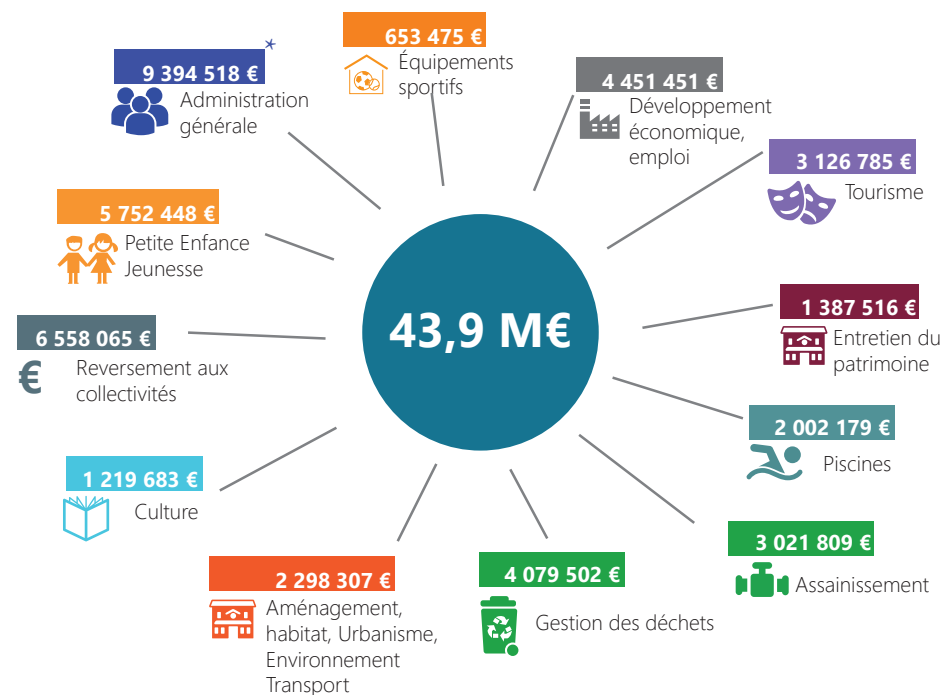 653 475 €
Équipements
sportifs
9 394 518 € *
Administration
générale
4 451 451 €
Développement
économique,
emploi
3 126 785 €
Tourisme
5 752 448 €
Petite Enfance
Jeunesse
1 387 516 €
Entretien du
patrimoine
43,9 M€
6 558 065 €
€
Reversement aux
collectivités
2 002 179 €
Piscines
1 219 683 €
Culture
3 021 809 €
Assainissement
2 298 307 €
Aménagement,
habitat, Urbanisme,
Environnement
Transport
4 079 502 €
Gestion des déchets